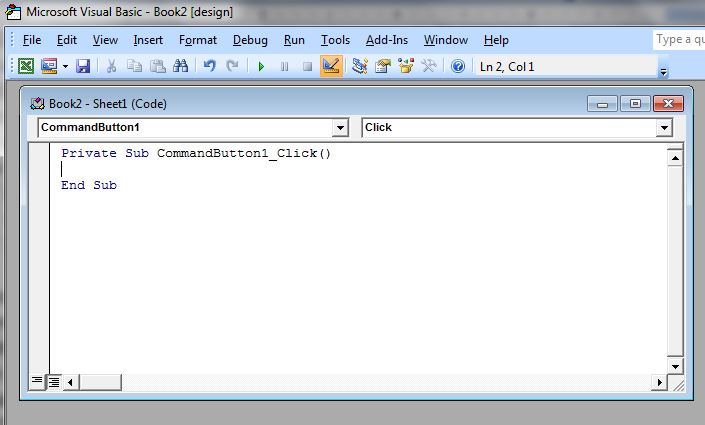 Microsoft Visual Basic - Book2 [design]
File Edit View Insert Format Debug Run Tools Add-Ins Window Help Type a qu
Ln 2, Col 1
Book2 - Sheet1 (Code)
CommandButton1 Click
Private Sub CommandButton1_Click()
End Sub